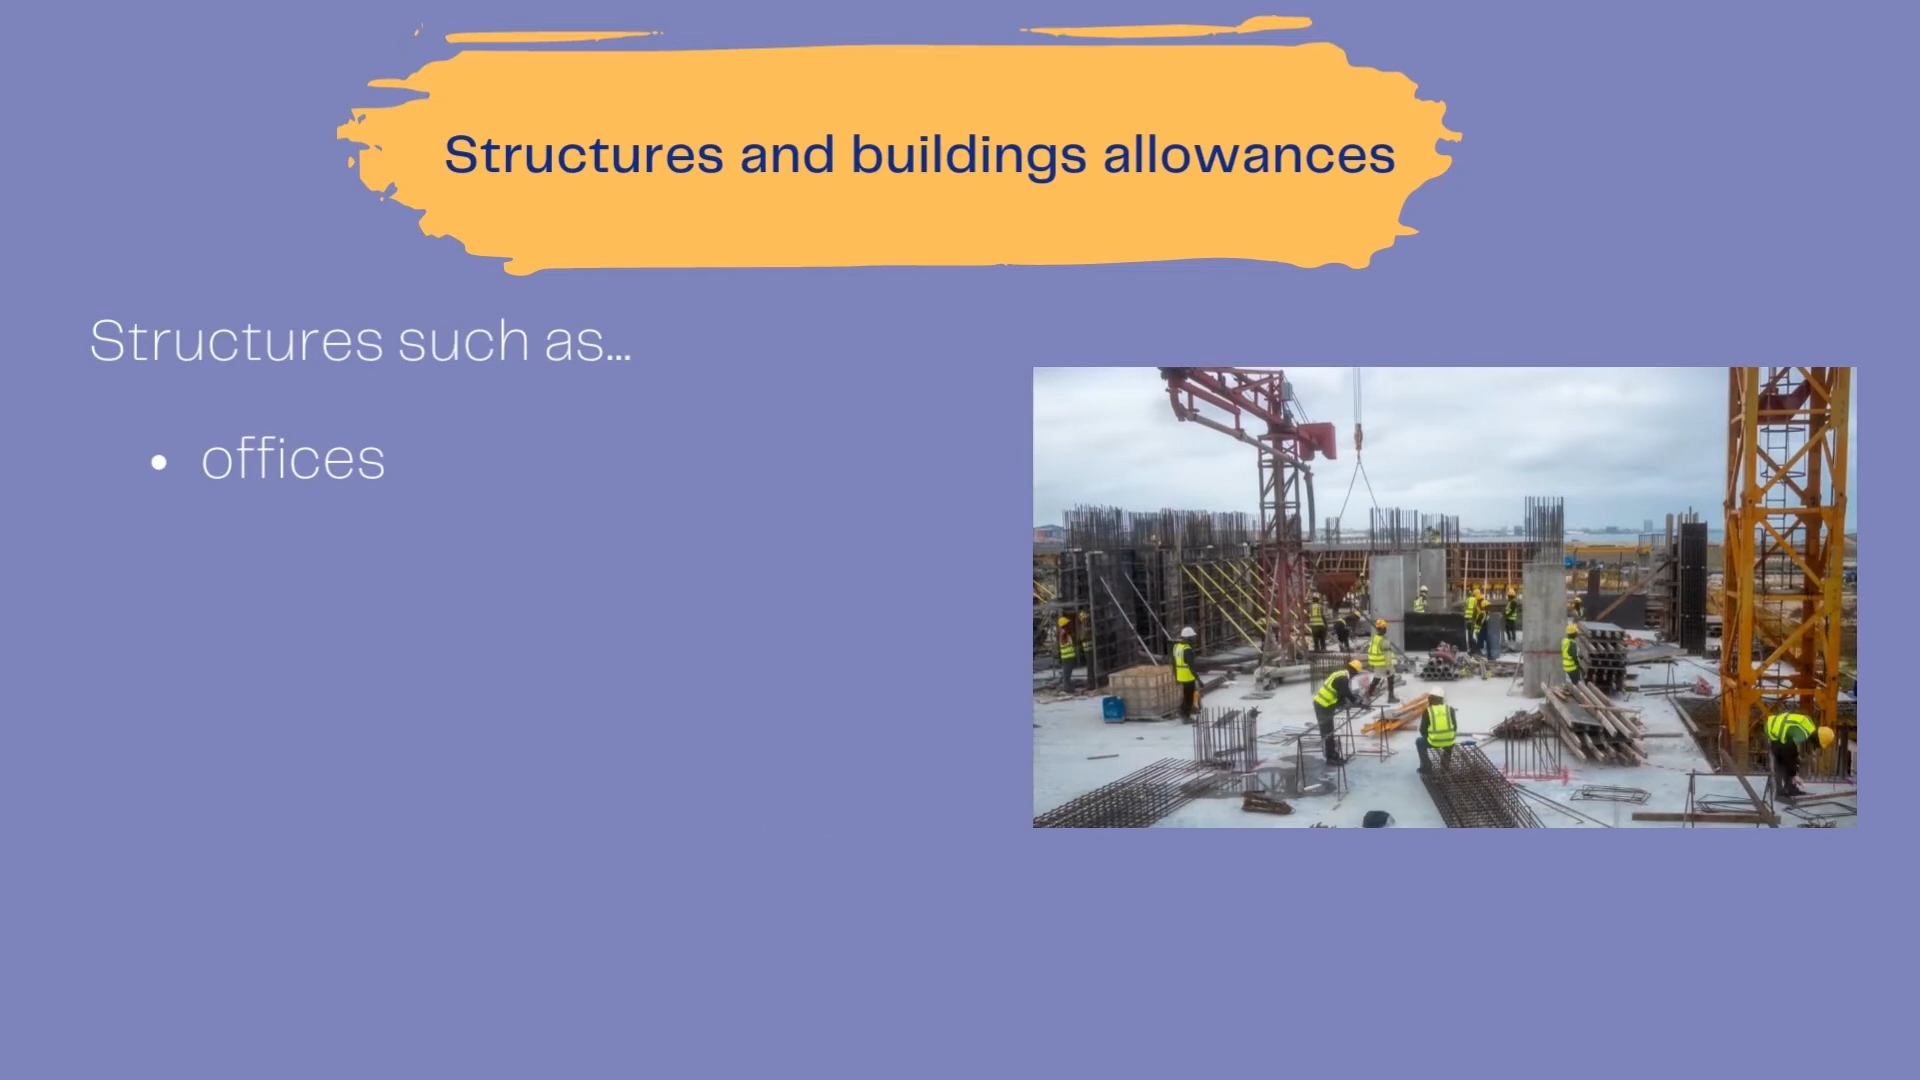 Structures and buildings allowances
Structures such as...
• offices